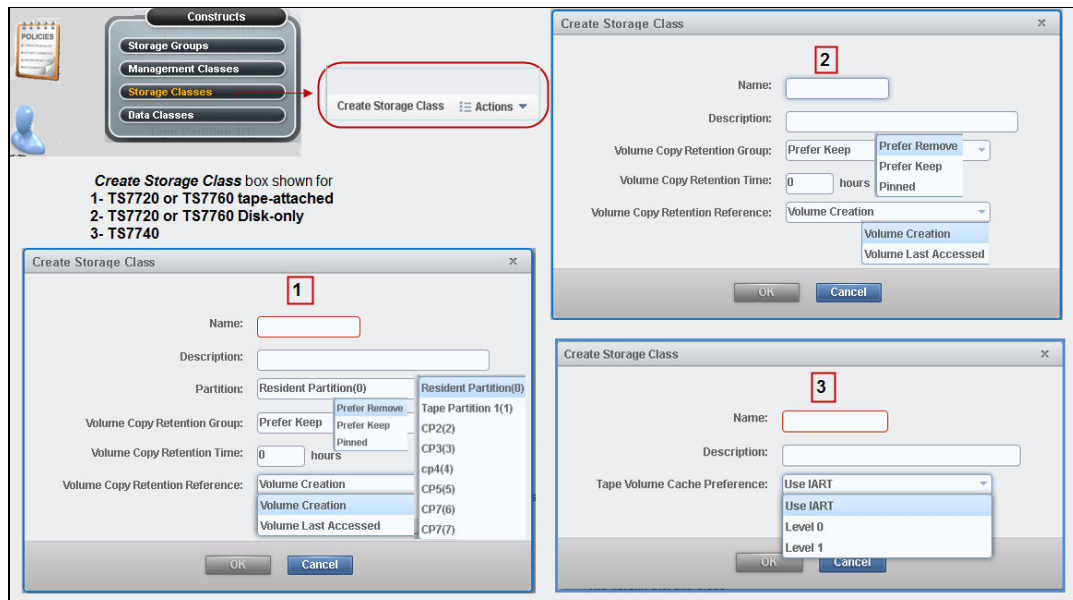 Constructs
POLICIES
Storage Groups
Management Classes
Storage Classes
Data Classes
Tape Partition 1(1)
Create Storage Class Actions
Create Storage Class box shown for
1- TS7720 or TS7760 tape-attached
2- TS7720 or TS7760 Disk-only
3- TS7740
Create Storage Class x
1
Name:
Description:
Partition: Resident Partition(0)
Resident Partition(0)
Tape Partition 1(1)
CP2(2)
CP3(3)
cp4(4)
CP5(5)
CP7(6)
CP7(7)
Volume Copy Retention Group: Prefer Keep
Prefer Remove
Prefer Keep
Pinned
Volume Copy Retention Time: 0 hours
Volume Copy Retention Reference: Volume Creation
Volume Creation
Volume Last Accessed
OK Cancel
Create Storage Class x
2
Name:
Description:
Volume Copy Retention Group: Prefer Keep
Prefer Remove
Prefer Keep
Pinned
Volume Copy Retention Time: 0 hours
Volume Copy Retention Reference: Volume Creation
Volume Creation
Volume Last Accessed
OK Cancel
Create Storage Class x
3
Name:
Description:
Tape Volume Cache Preference: Use IART
Use IART
Level 0
Level 1
OK Cancel